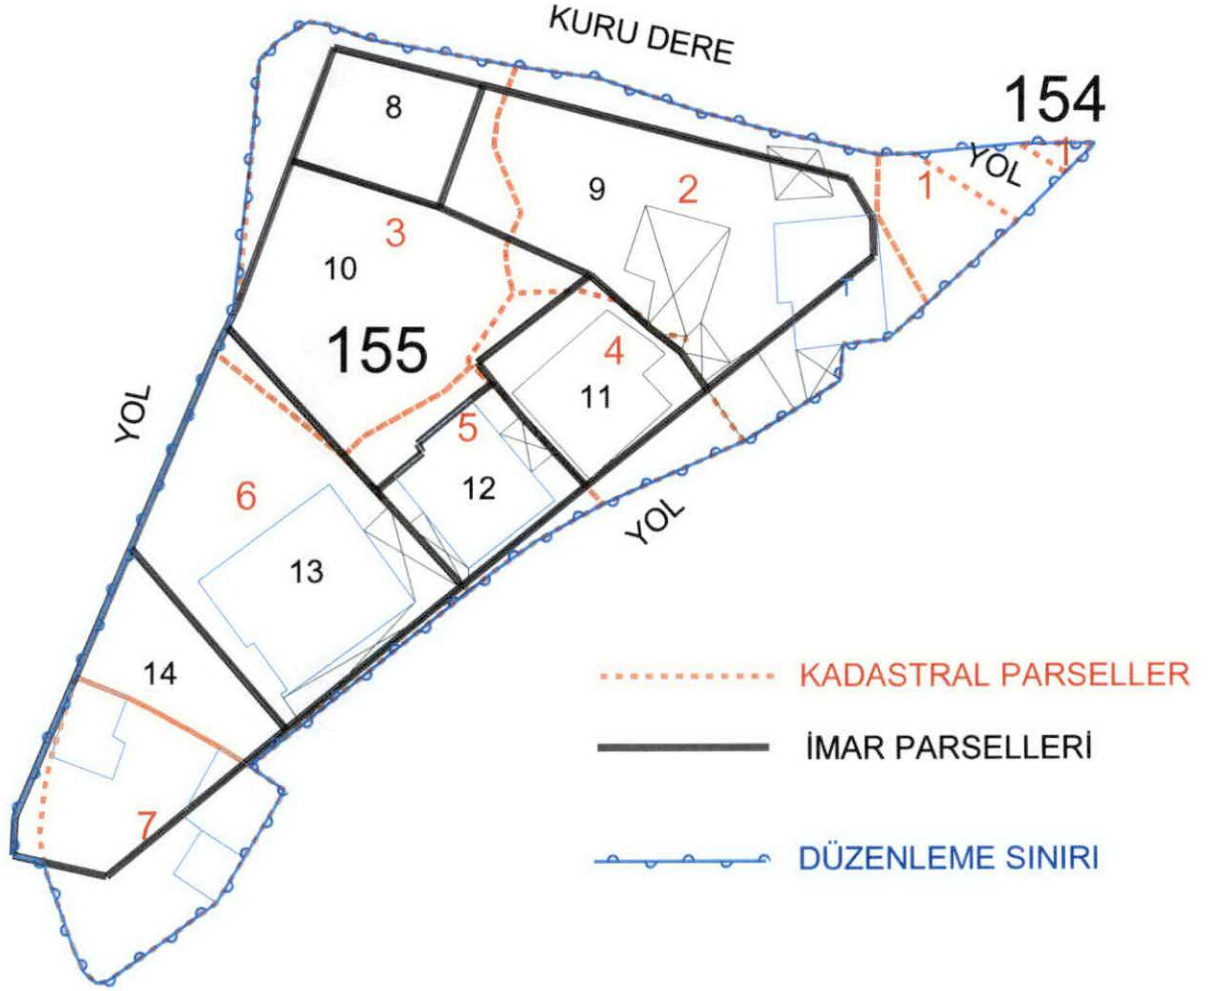 KURU DERE
154
YOL
1
1
8
9
2
3
10
155
4
11
5
12
YOL
6
13
YOL
14
7
KADASTRAL PARSELLER
İMAR PARSELLERİ
DÜZENLEME SINIRI